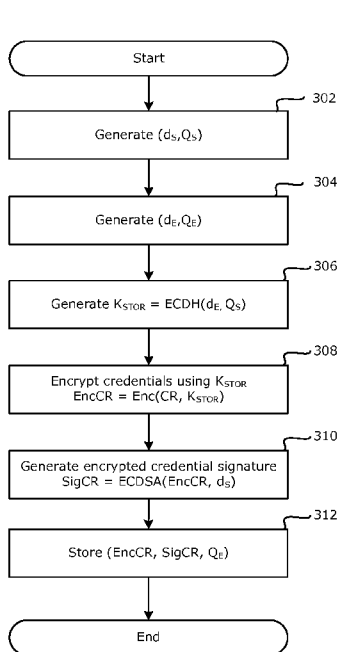 Start
302
Generate (dS,QS)
304
Generate (dE,QE)
306
Generate KSTOR = ECDH(dE, QS)
308
Encrypt credentials using KSTOR
EncCR = Enc(CR, KSTOR)
310
Generate encrypted credential signature
SigCR = ECDSA(EncCR, dS)
312
Store (EncCR, SigCR, QE)
End